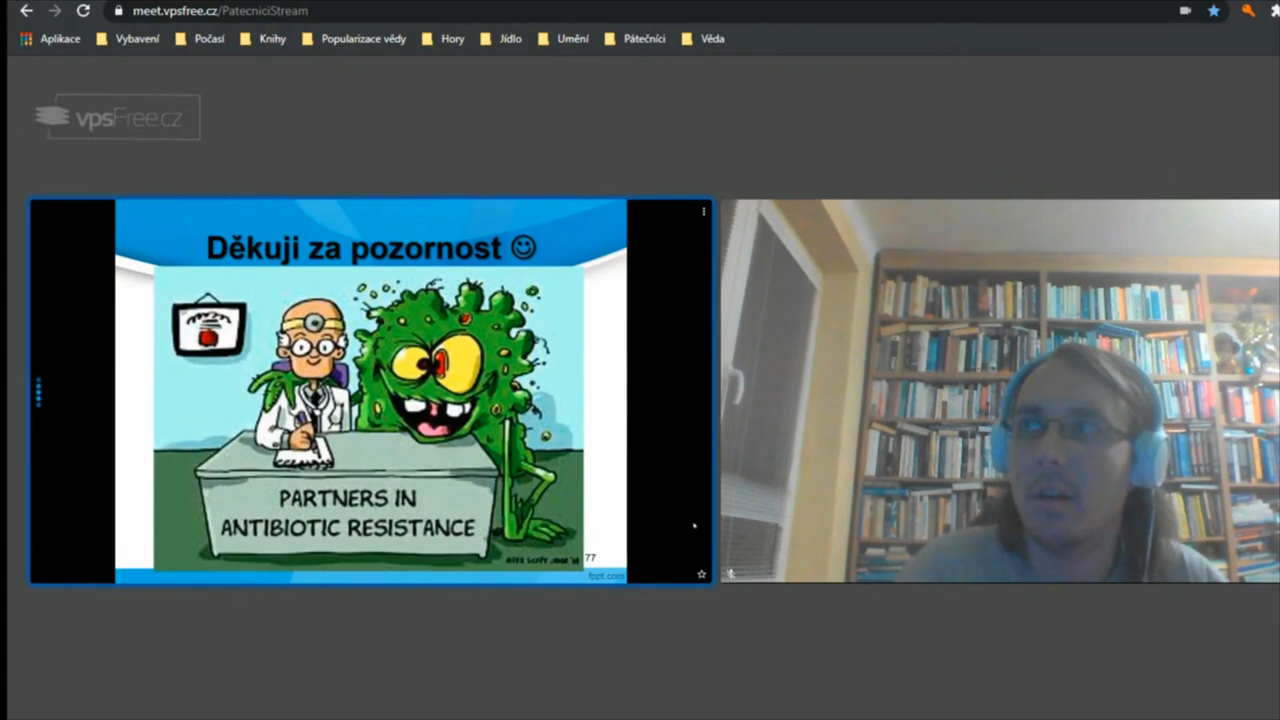 meet.vpsfree.cz/PatecniciStream
Aplikace Vybavení Počasí Knihy Popularizace vědy Hory Jídlo Umění Pátečníci Věda
vpsFree.cz
Děkuji za pozornost ☺
PARTNERS IN
ANTIBIOTIC RESISTANCE
77
fppt.com